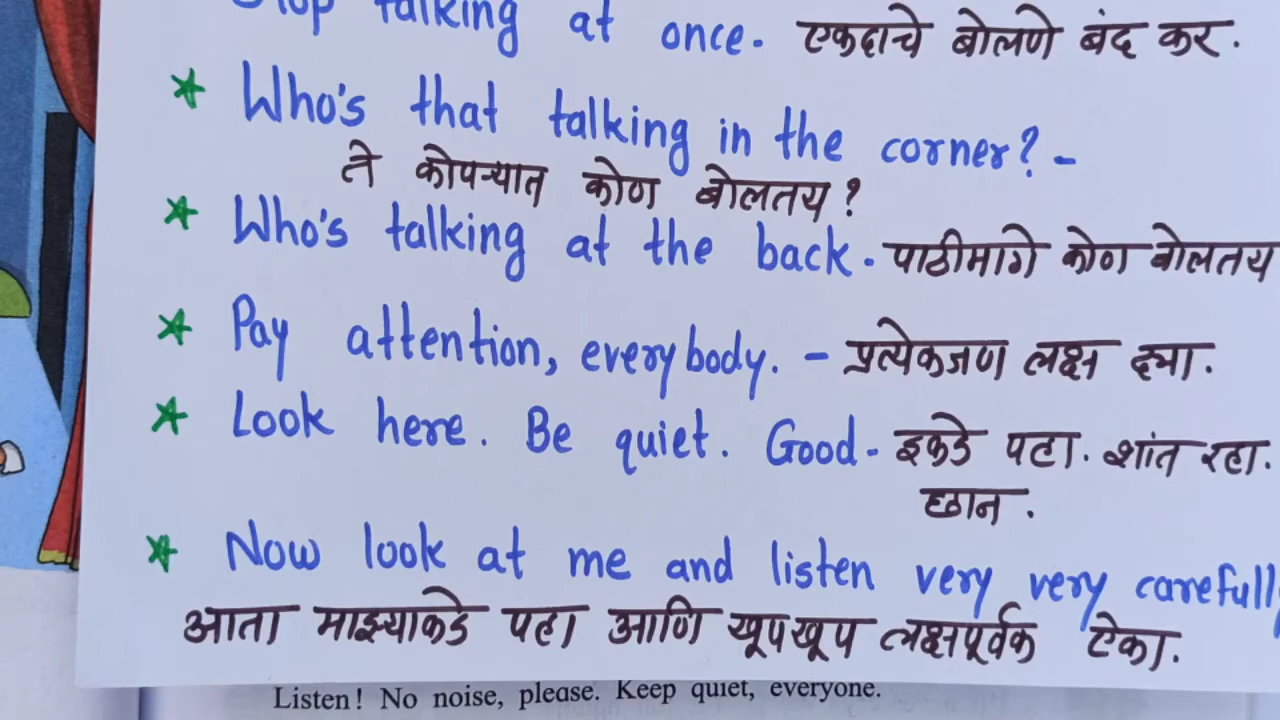 Stop talking at once. एकदाचे बोलणे बंद कर.
Who's that talking in the corner? -
ते कोपऱ्यात कोण बोलतय ?
Who's talking at the back. पाठीमागे कोण बोलतय
Pay attention, everybody. - प्रत्येकजण लक्ष द्या.
Look here. Be quiet. Good- इकडे पहा. शांत रहा.
छान.
Now look at me and listen very very carefull
आता माझ्याकडे पहा आणि खूपखूप लक्षपूर्वक ऐका.
Listen! No noise, please. Keep quiet, everyone.